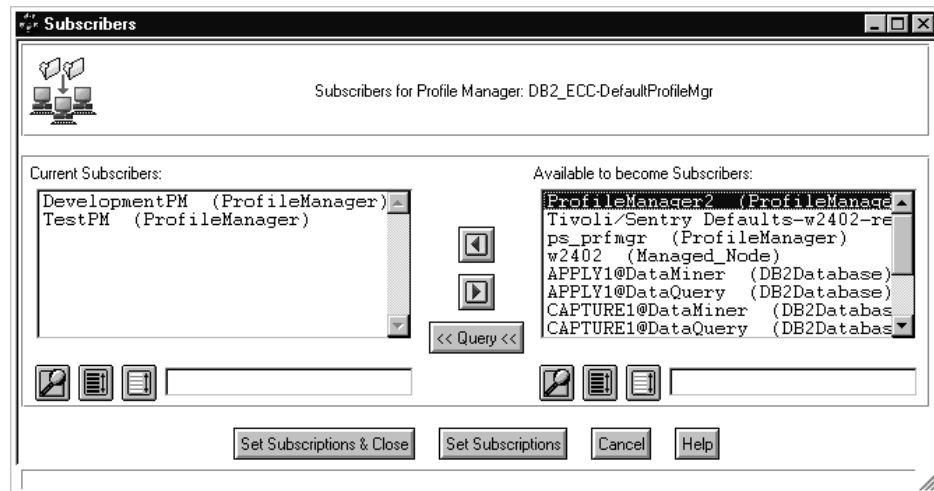 Subscribers
Subscribers for Profile Manager: DB2_ECC-DefaultProfileMgr
Current Subscribers:
DevelopmentPM (ProfileManager)
TestPM (ProfileManager)
<< Query <<
Available to become Subscribers:
ProfileManager2 (ProfileManage
Tivoli/Sentry Defaults-w2402-re
ps_prfmgr (ProfileManager)
w2402 (Managed_Node)
APPLY1@DataMiner (DB2Database)
APPLY1@DataQuery (DB2Database)
CAPTURE1@DataMiner (DB2Databas
CAPTURE1@DataQuery (DB2Databas
Set Subscriptions & Close
Set Subscriptions
Cancel
Help